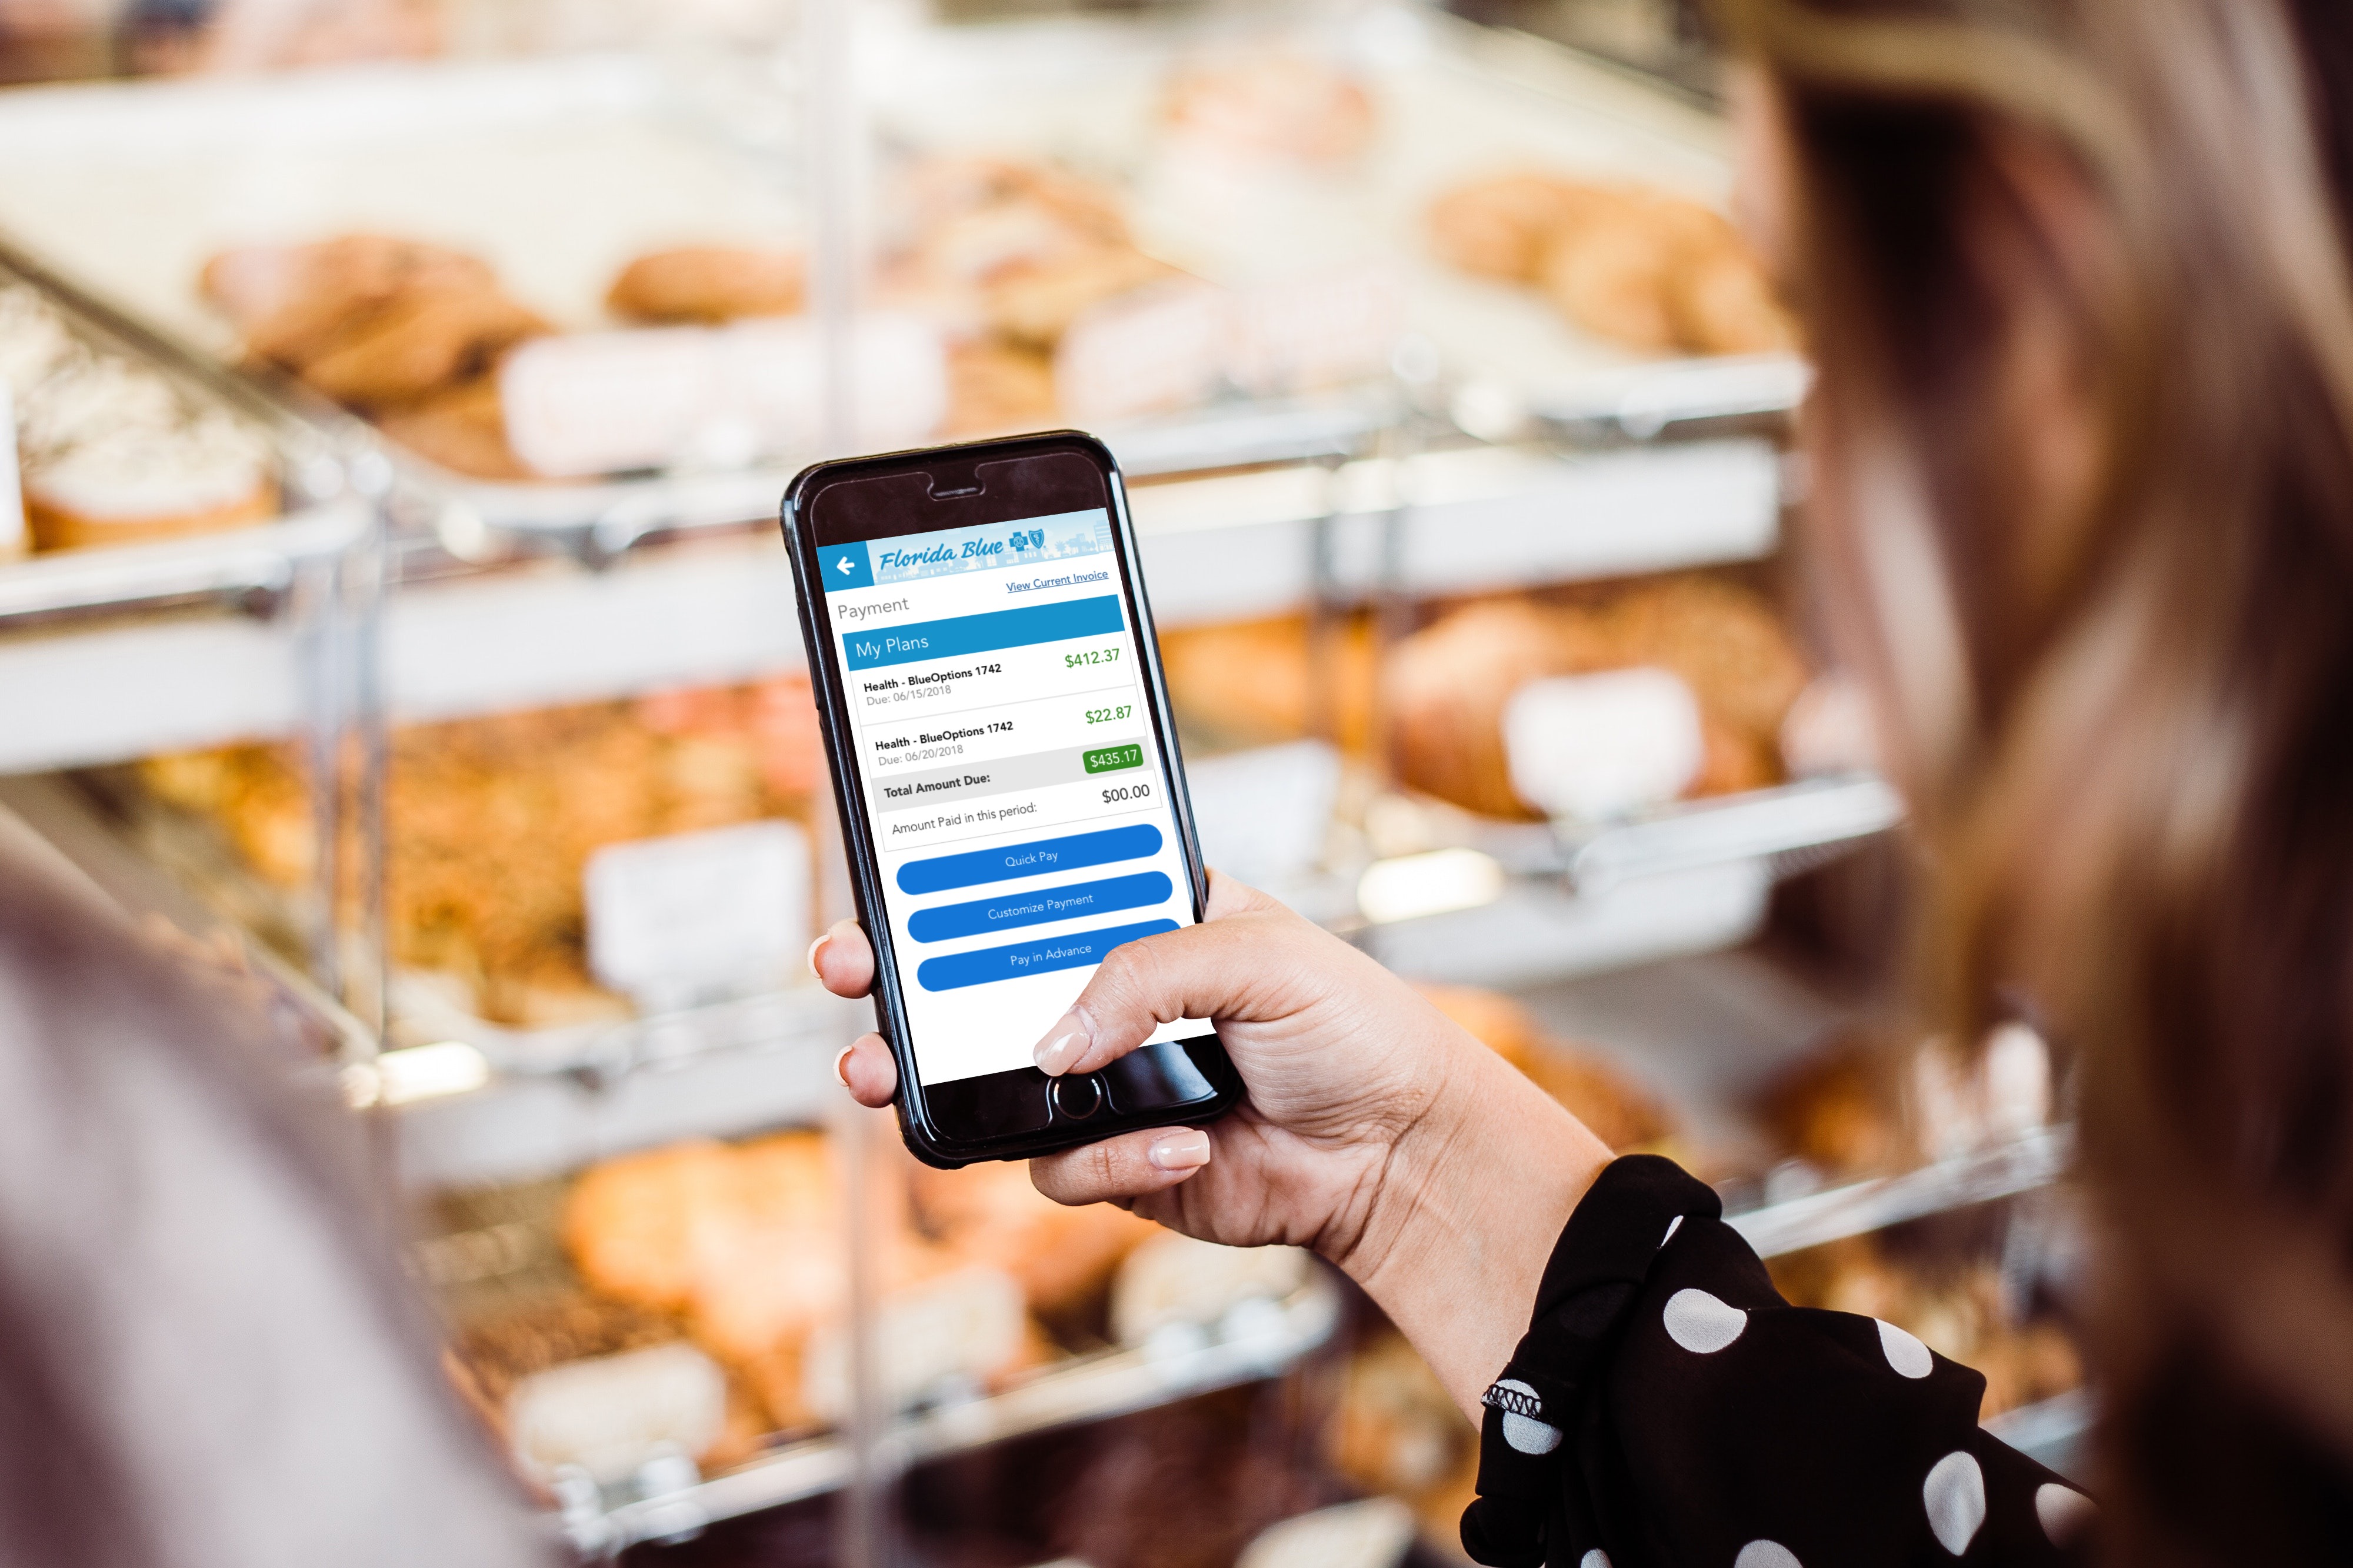 Florida Blue
View Current Invoice
Payment
My Plans
Health - BlueOptions 1742 $412.37
Due: 06/15/2018
Health - BlueOptions 1742 $22.87
Due: 06/20/2018
Total Amount Due: $435.17
Amount Paid in this period: $00.00
Quick Pay
Customize Payment
Pay in Advance